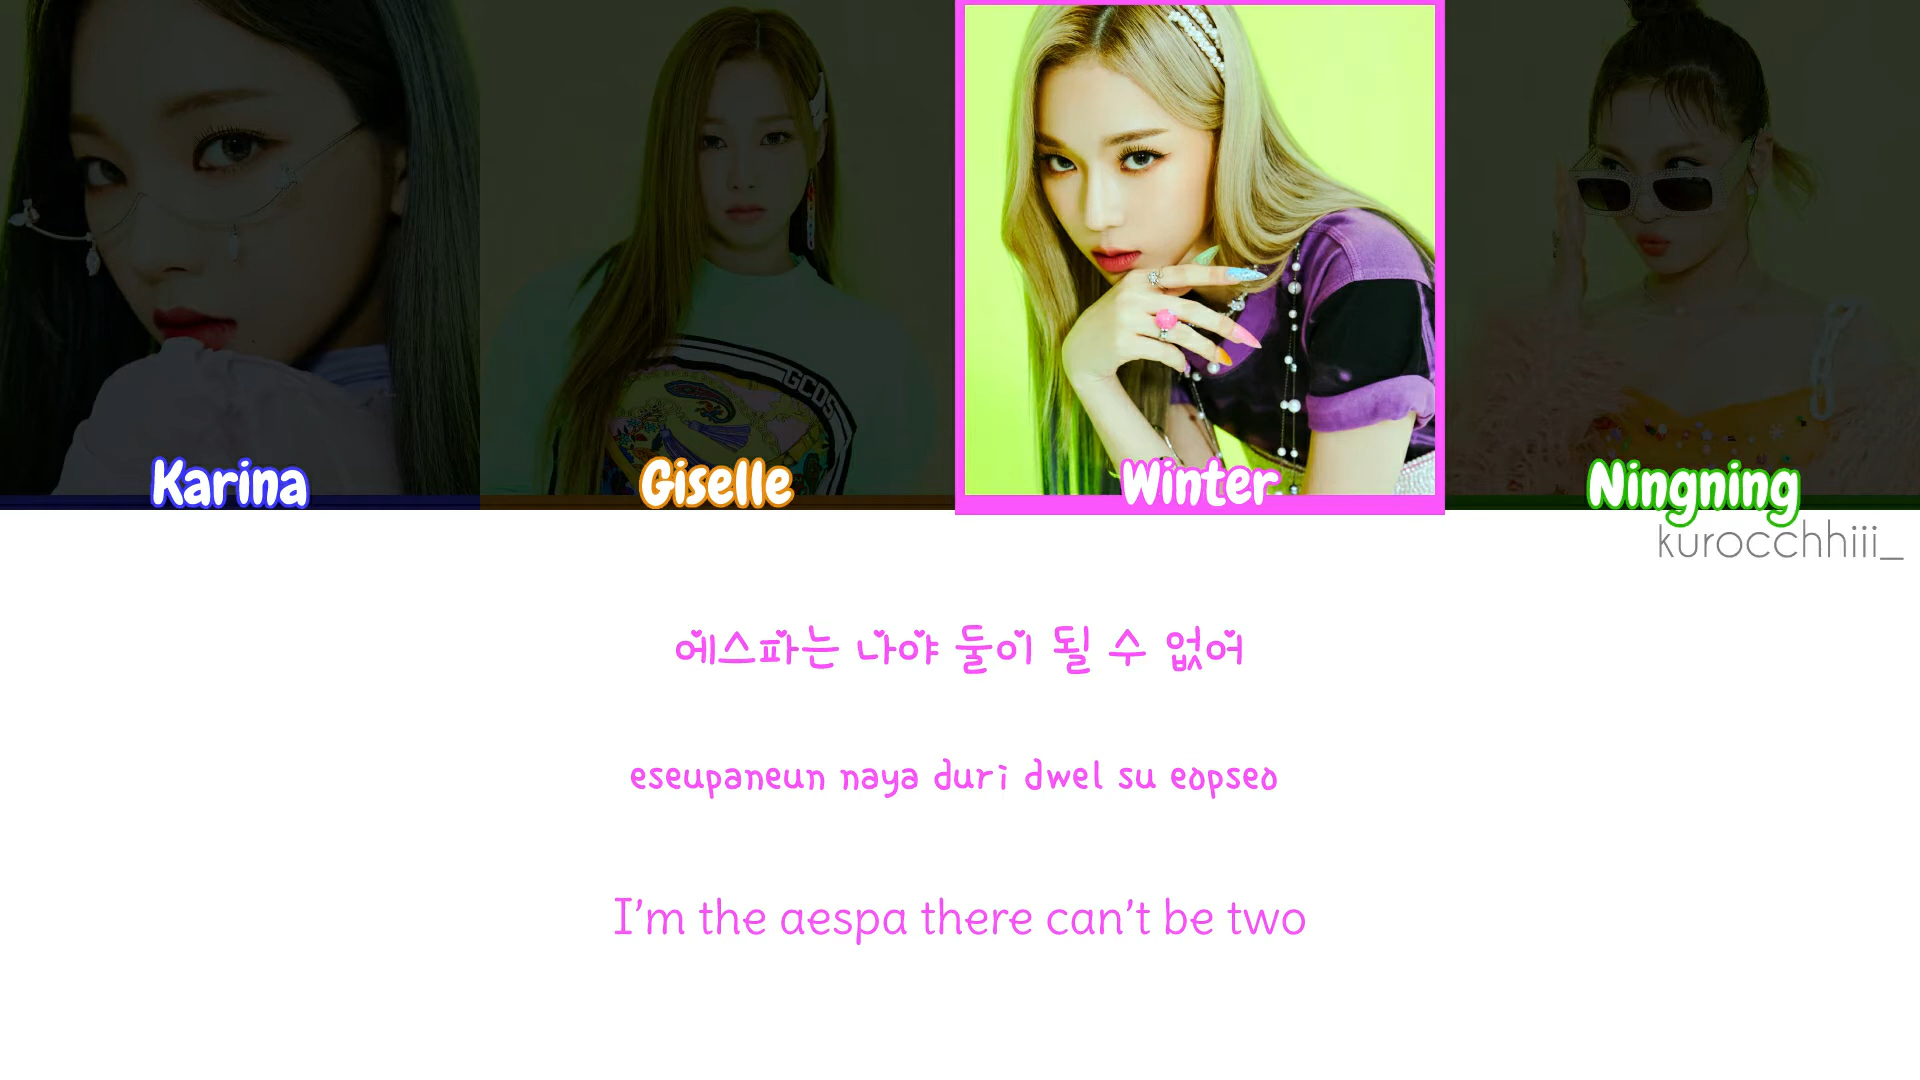 GCDS
Karina
Giselle
Winter
Ningning
kurocchhiii_
에스파는 나야 둘이 될 수 없어
eseupaneun naya duri dwel su eopseo
I'm the aespa there can't be two